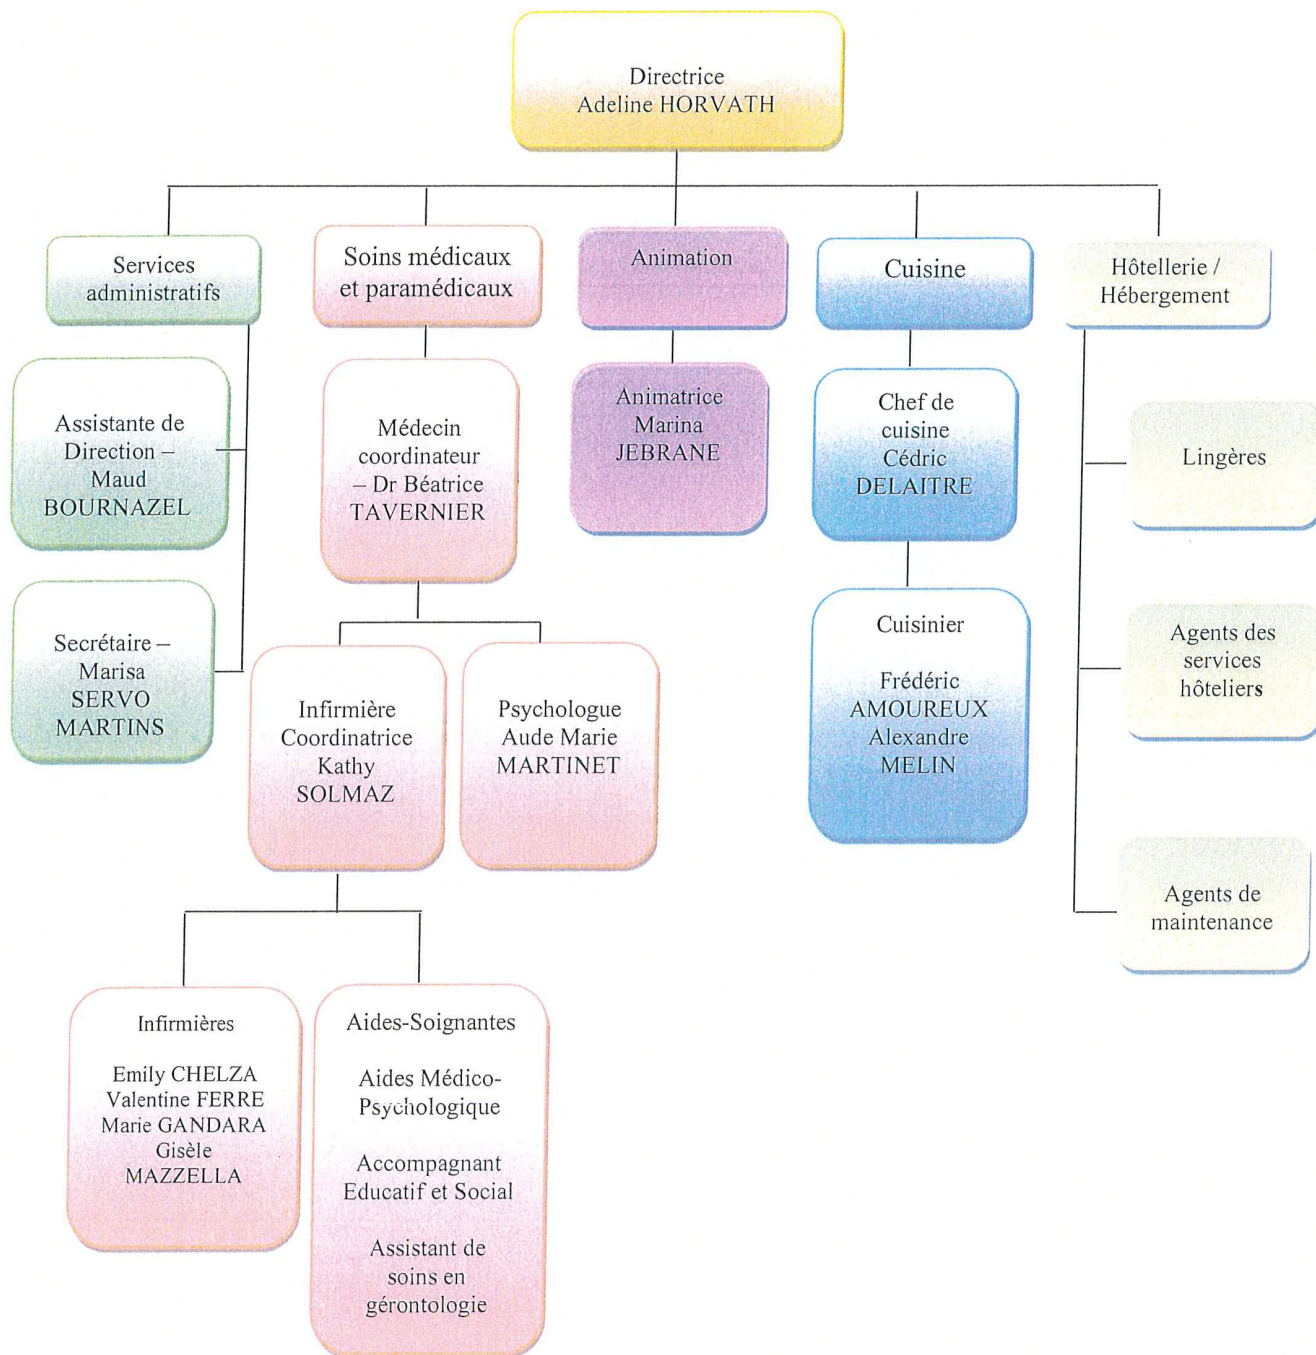 Directrice
Adeline HORVATH
Services
administratifs
Soins médicaux
et paramédicaux
Animation
Cuisine
Hôtellerie /
Hébergement
Assistante de
Direction –
Maud
BOURNAZEL
Médecin
coordinateur
– Dr Béatrice
TAVERNIER
Animatrice
Marina
JEBRANE
Chef de
cuisine
Cédric
DELAITRE
Lingères
Secrétaire –
Marisa
SERVO
MARTINS
Infirmière
Coordinatrice
Kathy
SOLMAZ
Psychologue
Aude Marie
MARTINET
Cuisinier
Frédéric
AMOUREUX
Alexandre
MELIN
Agents des
services
hôteliers
Agents de
maintenance
Infirmières
Emily CHELZA
Valentine FERRE
Marie GANDARA
Gisèle
MAZZELLA
Aides-Soignantes
Aides Médico-
Psychologique
Accompagnant
Educatif et Social
Assistant de
soins en
gérontologie